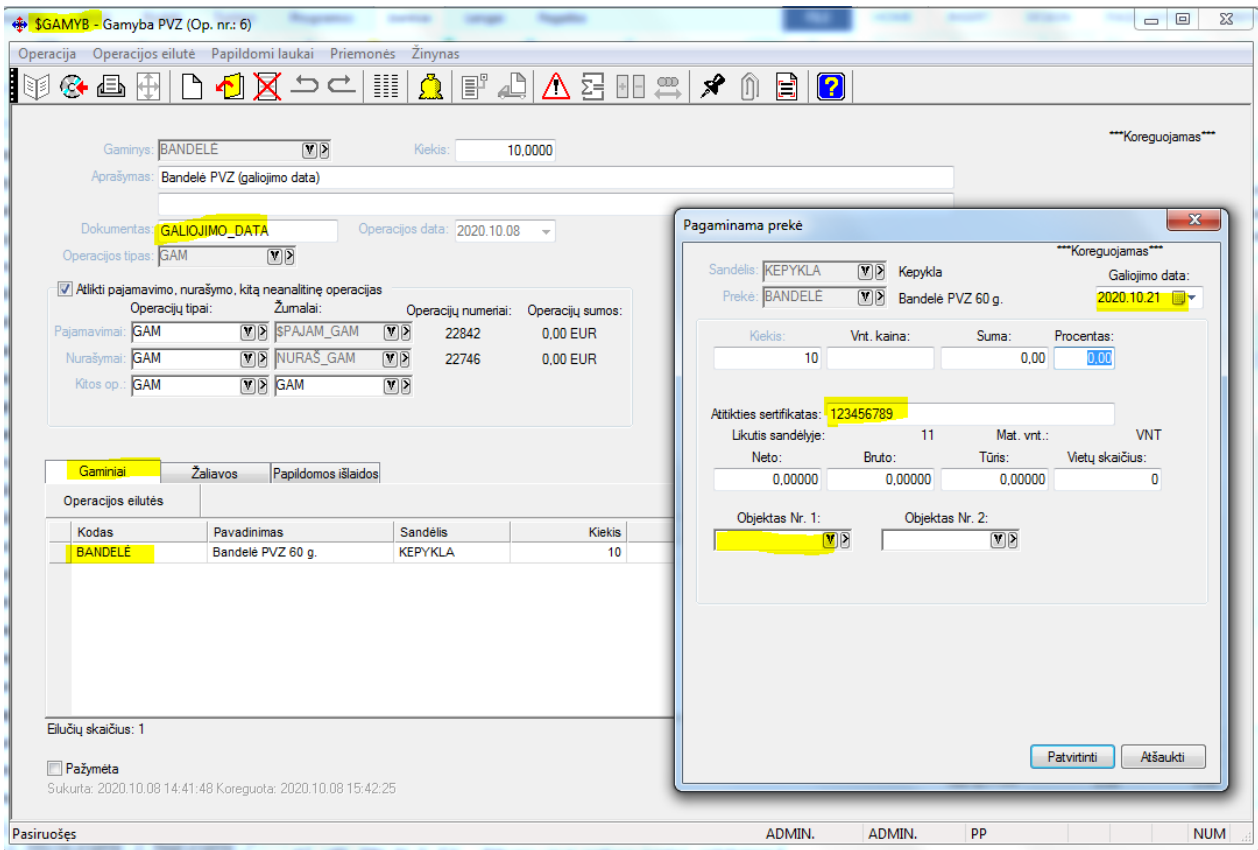 $GAMYB - Gamyba PVZ (Op. nr.: 6)
Operacija Operacijos eilutė Papildomi laukai Priemonės Žinynas
***Koreguojamas***
Gaminys: BANDELĖ Kiekis: 10,0000
Aprašymas: Bandelė PVZ (galiojimo data)
Dokumentas: GALIOJIMO_DATA Operacijos data: 2020.10.08
Operacijos tipas: GAM
Atlikti pajamavimo, nurašymo, kitą neanalitinę operacijas
Operacijų tipai: Žurnalai: Operacijų numeriai: Operacijų sumos:
Pajamavimai: GAM $PAJAM_GAM 22842 0,00 EUR
Nurašymai: GAM NURAŠ_GAM 22746 0,00 EUR
Kitos op.: GAM GAM
Gaminiai Žaliavos Papildomos išlaidos
Operacijos eilutės
Kodas Pavadinimas Sandėlis Kiekis
BANDELĖ Bandelė PVZ 60 g. KEPYKLA 10
Eilučių skaičius: 1
Pažymėta
Sukurta: 2020.10.08 14:41:48 Koreguota: 2020.10.08 15:42:25
Pasiruošęs ADMIN. ADMIN. PP NUM
Pagaminama prekė
***Koreguojamas***
Sandėlis: KEPYKLA Kepykla Galiojimo data:
Prekė: BANDELĖ Bandelė PVZ 60 g. 2020.10.21
Kiekis: Vnt. kaina: Suma: Procentas:
10 0,00 0,00
Atitikties sertifikatas: 123456789
Likutis sandėlyje: 11 Mat. vnt.: VNT
Neto: Bruto: Tūris: Vietų skaičius:
0,00000 0,00000 0,00000 0
Objektas Nr. 1: Objektas Nr. 2:
Patvirtinti Atšaukti